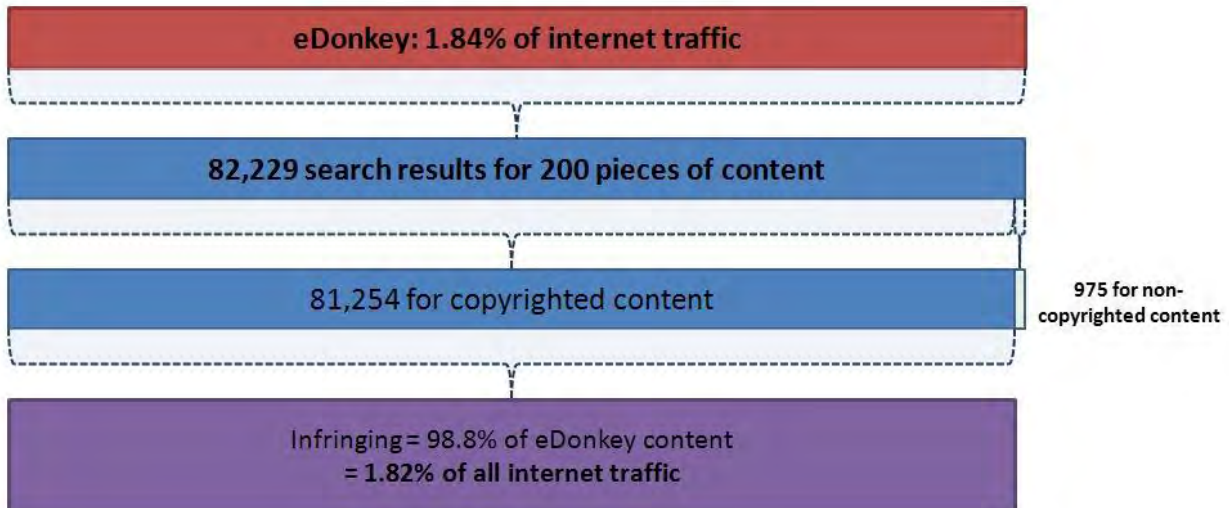 eDonkey: 1.84% of internet traffic
82,229 search results for 200 pieces of content
81,254 for copyrighted content
975 for non-
copyrighted content
Infringing = 98.8% of eDonkey content
= 1.82% of all internet traffic